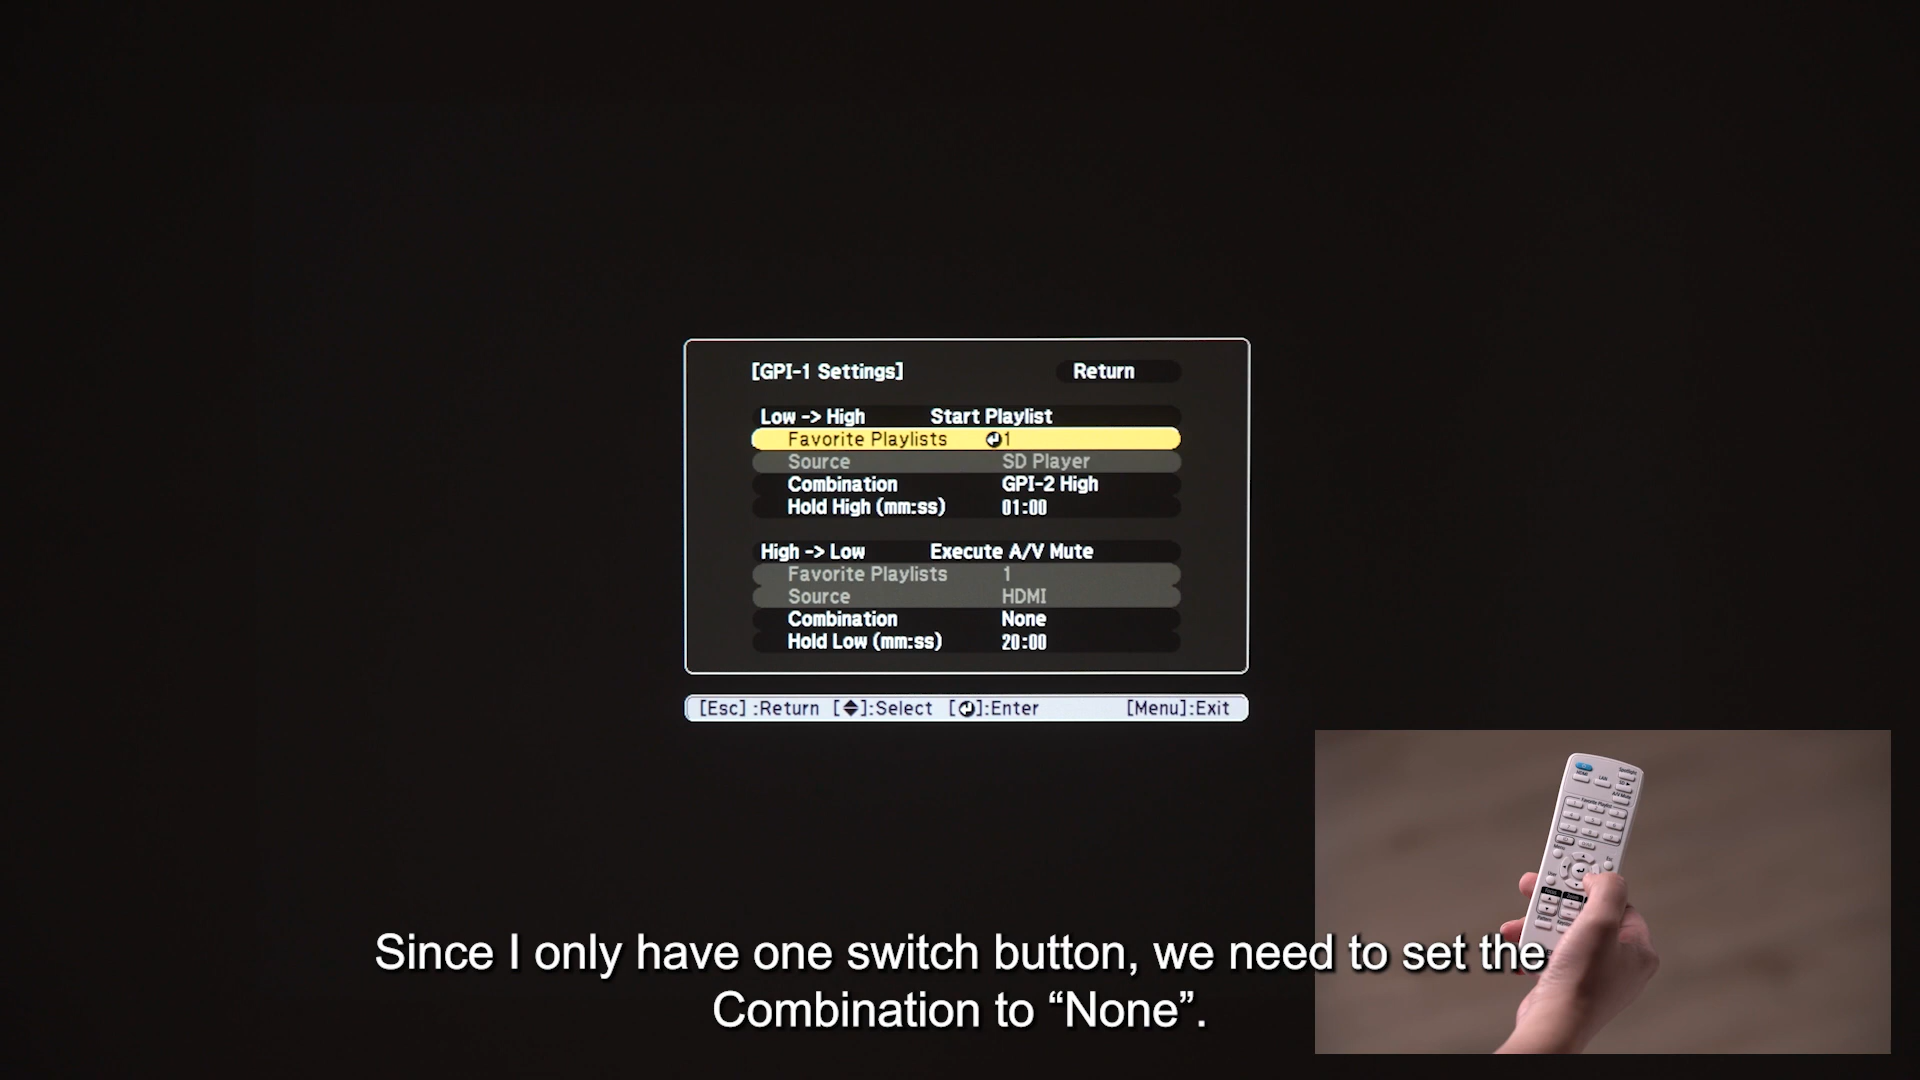 [GPI-1 Settings] Return
Low -> High Start Playlist
Favorite Playlists 1
Source SD Player
Combination GPI-2 High
Hold High (mm:ss) 01:00
High -> Low Execute A/V Mute
Favorite Playlists 1
Source HDMI
Combination None
Hold Low (mm:ss) 20:00
[Esc] :Return [◆]:Select [⏎]:Enter [Menu]:Exit
HDMI
LAN
A/V Mute
Since I only have one switch button, we need to set the
Combination to “None”.